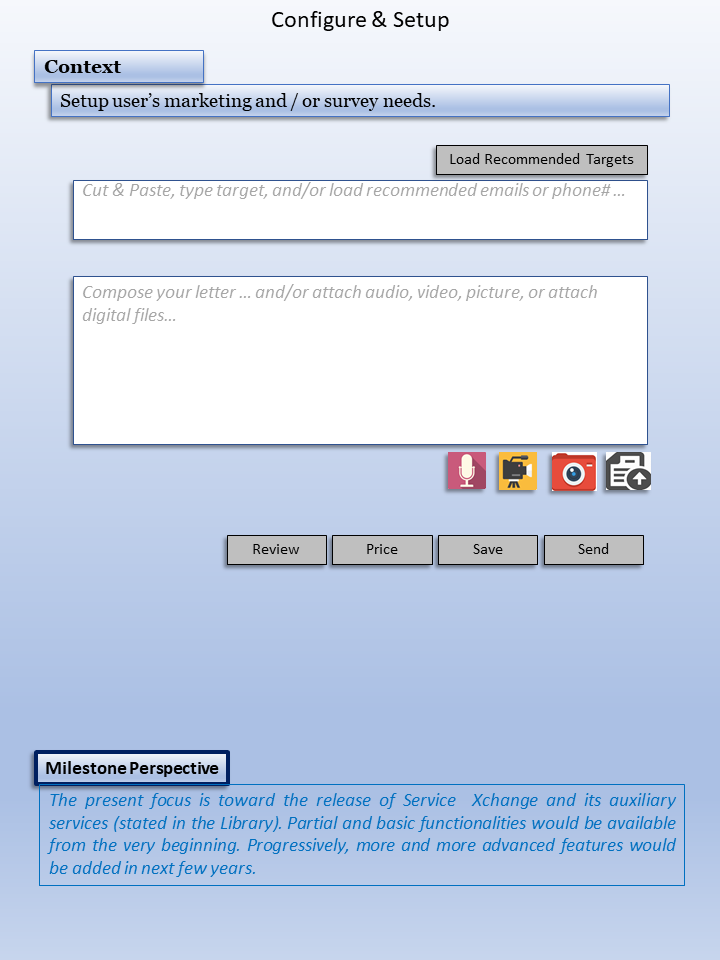 Configure & Setup
Context
Setup user’s marketing and / or survey needs.
Load Recommended Targets
Cut & Paste, type target, and/or load recommended emails or phone# …
Compose your letter … and/or attach audio, video, picture, or attach
digital files…
Review
Price
Save
Send
Milestone Perspective
The present focus is toward the release of Service Xchange and its auxiliary
services (stated in the Library). Partial and basic functionalities would be available
from the very beginning. Progressively, more and more advanced features would
be added in next few years.